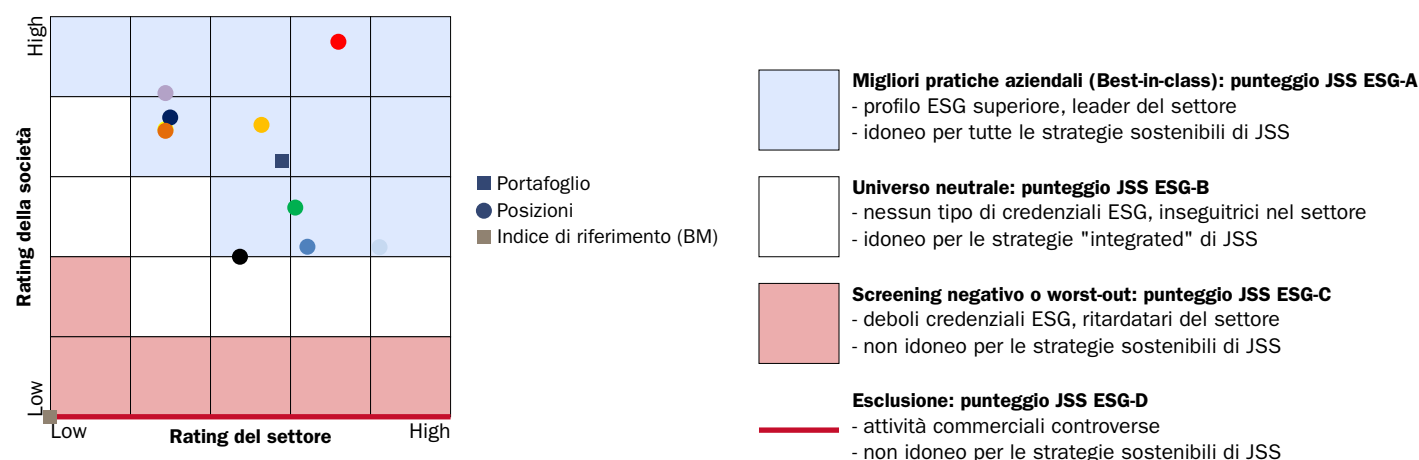 High
Rating della società
Low
Low
Rating del settore
High
Portafoglio
Posizioni
Indice di riferimento (BM)
Migliori pratiche aziendali (Best-in-class): punteggio JSS ESG-A
- profilo ESG superiore, leader del settore
- idoneo per tutte le strategie sostenibili di JSS
Universo neutrale: punteggio JSS ESG-B
- nessun tipo di credenziali ESG, inseguitrici nel settore
- idoneo per le strategie "integrated" di JSS
Screening negativo o worst-out: punteggio JSS ESG-C
- deboli credenziali ESG, ritardatari del settore
- non idoneo per le strategie sostenibili di JSS
Esclusione: punteggio JSS ESG-D
- attività commerciali controverse
- non idoneo per le strategie sostenibili di JSS